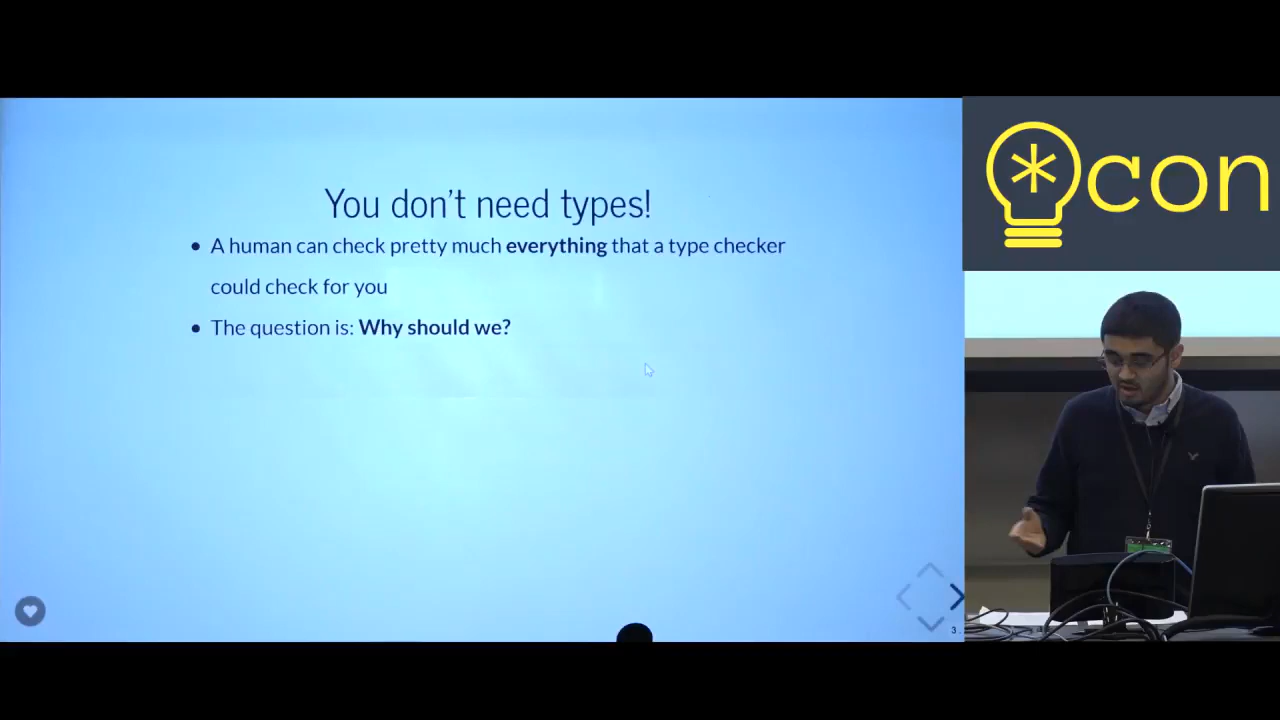 You don't need types!
• A human can check pretty much everything that a type checker
could check for you
• The question is: Why should we?
3.
*con